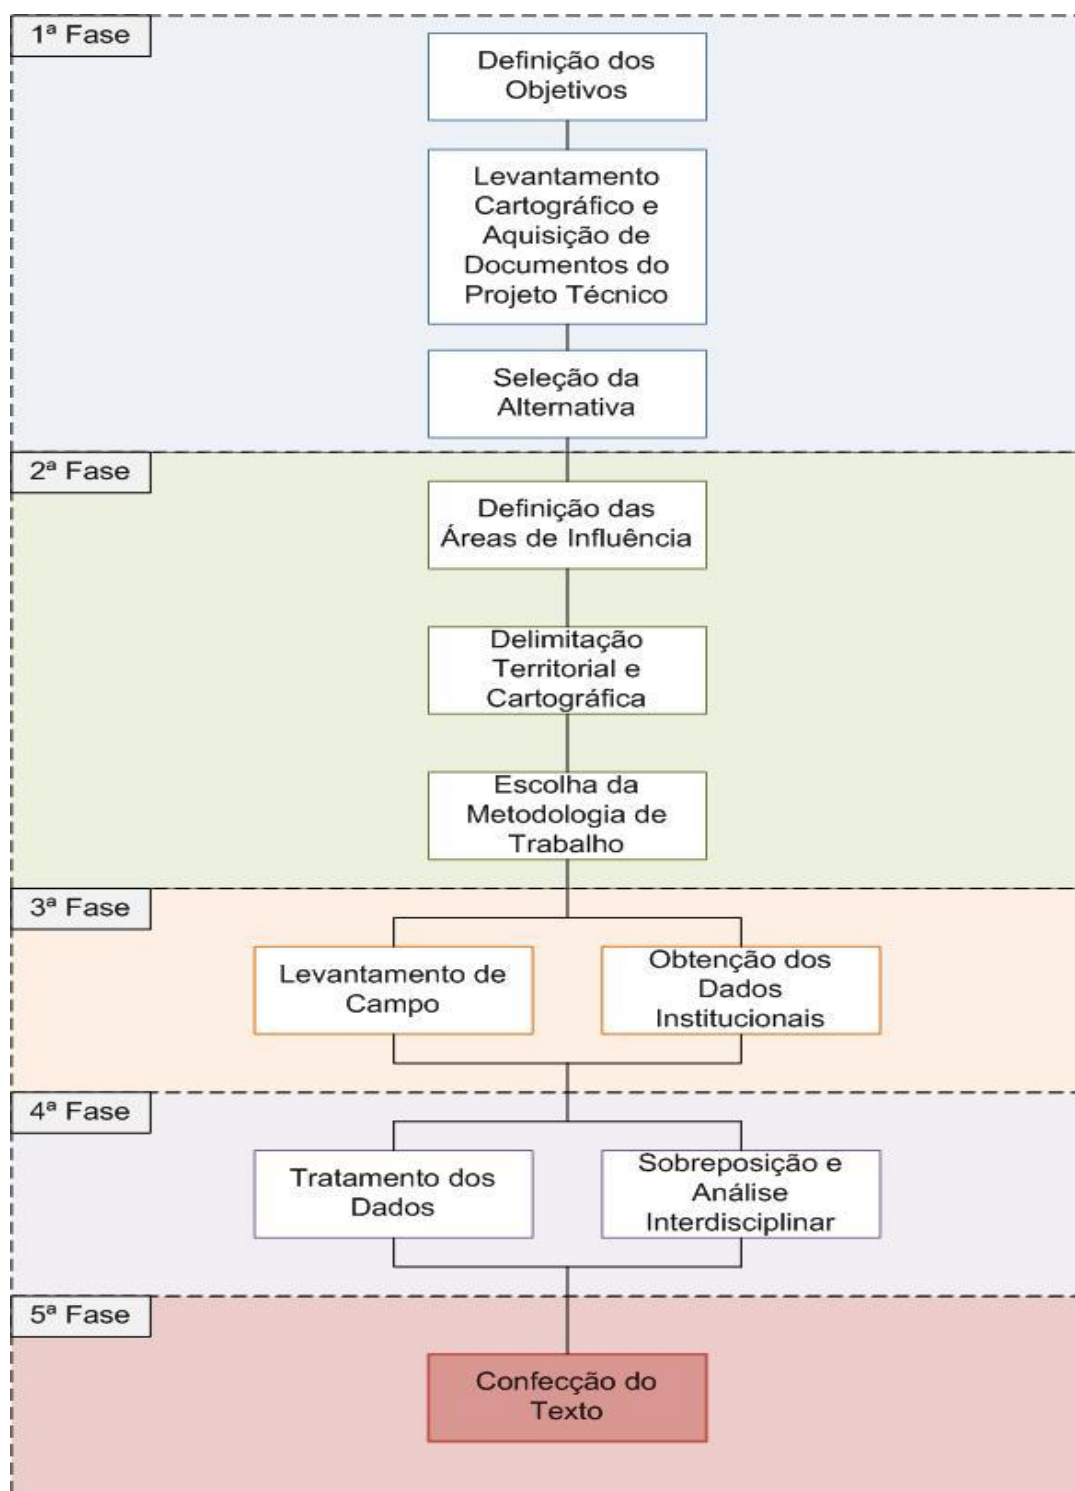 1ª Fase
Definição dos
Objetivos
Levantamento
Cartográfico e
Aquisição de
Documentos do
Projeto Técnico
Seleção da
Alternativa
2ª Fase
Definição das
Áreas de Influência
Delimitação
Territorial e
Cartográfica
Escolha da
Metodologia de
Trabalho
3ª Fase
Levantamento de
Campo
Obtenção dos
Dados
Institucionais
4ª Fase
Tratamento dos
Dados
Sobreposição e
Análise
Interdisciplinar
5ª Fase
Confecção do
Texto